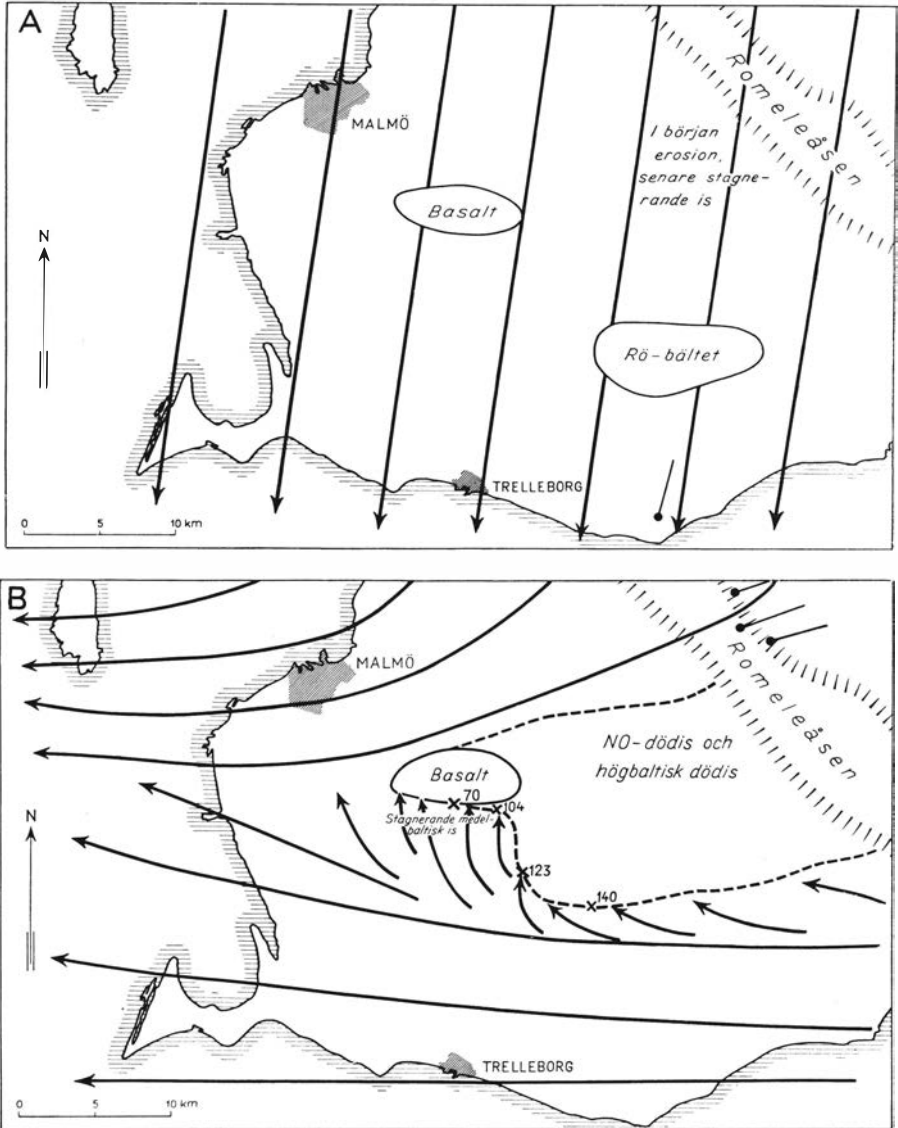 A
MALMÖ
Romeleåsen
I början
erosion,
senare stagne-
rande is
Basalt
N
Rö-bältet
TRELLEBORG
0 5 10 km
B
MALMÖ
Romeleåsen
NO-dödis och
högbaltisk dödis
Basalt
70
104
Stagnerande medel-
baltisk is
N
123
140
TRELLEBORG
0 5 10 km